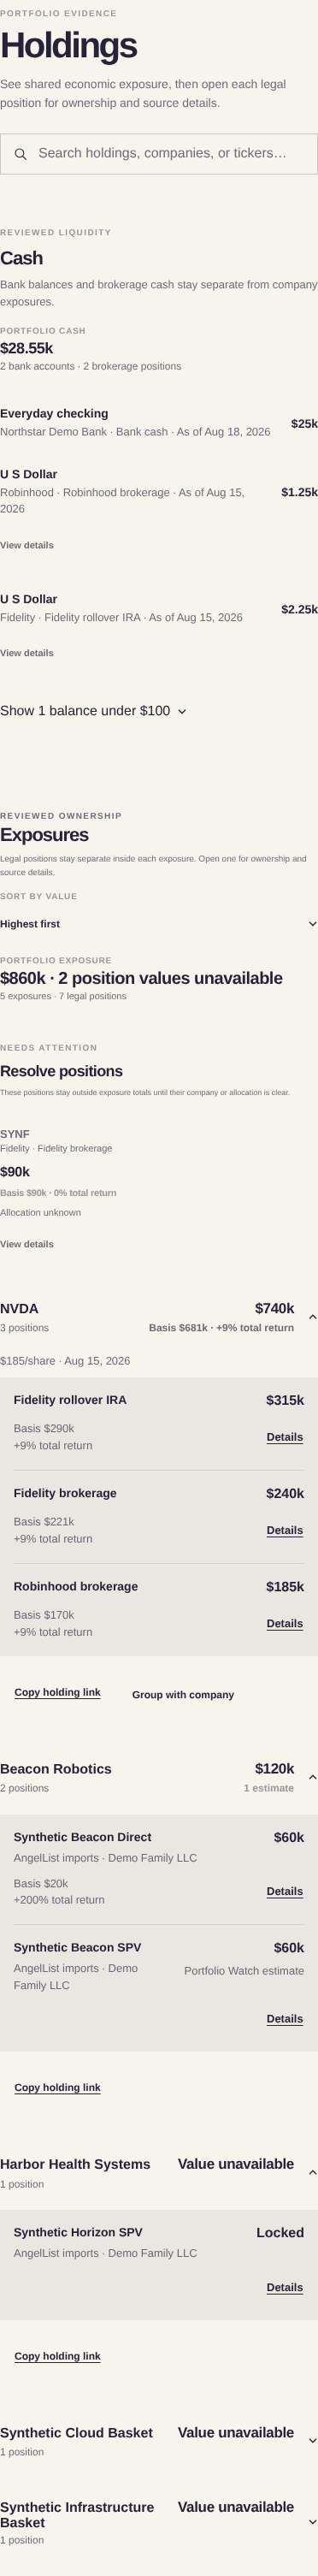 PORTFOLIO EVIDENCE
Holdings
See shared economic exposure, then open each legal
position for ownership and source details.
Search holdings, companies, or tickers…
REVIEWED LIQUIDITY
Cash
Bank balances and brokerage cash stay separate from company
exposures.
PORTFOLIO CASH
$28.55k
2 bank accounts · 2 brokerage positions
Everyday checking
$25k
Northstar Demo Bank · Bank cash · As of Aug 18, 2026
U S Dollar
Robinhood · Robinhood brokerage · As of Aug 15,
2026
$1.25k
View details
U S Dollar
$2.25k
Fidelity · Fidelity rollover IRA · As of Aug 15, 2026
View details
Show 1 balance under $100
REVIEWED OWNERSHIP
Exposures
Legal positions stay separate inside each exposure. Open one for ownership and
source details.
SORT BY VALUE
Highest first
PORTFOLIO EXPOSURE
$860k · 2 position values unavailable
5 exposures · 7 legal positions
NEEDS ATTENTION
Resolve positions
These positions stay outside exposure totals until their company or allocation is clear.
SYNF
Fidelity · Fidelity brokerage
$90k
Basis $90k · 0% total return
Allocation unknown
View details
NVDA $740k
3 positions Basis $681k · +9% total return
$185/share · Aug 15, 2026
Fidelity rollover IRA $315k
Basis $290k
+9% total return
Details
Fidelity brokerage $240k
Basis $221k
+9% total return
Details
Robinhood brokerage $185k
Basis $170k
+9% total return
Details
Copy holding link Group with company
Beacon Robotics $120k
2 positions 1 estimate
Synthetic Beacon Direct $60k
AngelList imports · Demo Family LLC
Basis $20k
+200% total return
Details
Synthetic Beacon SPV $60k
AngelList imports · Demo
Family LLC
Portfolio Watch estimate
Details
Copy holding link
Harbor Health Systems Value unavailable
1 position
Synthetic Horizon SPV Locked
AngelList imports · Demo Family LLC
Details
Copy holding link
Synthetic Cloud Basket Value unavailable
1 position
Synthetic Infrastructure
Basket
Value unavailable
1 position